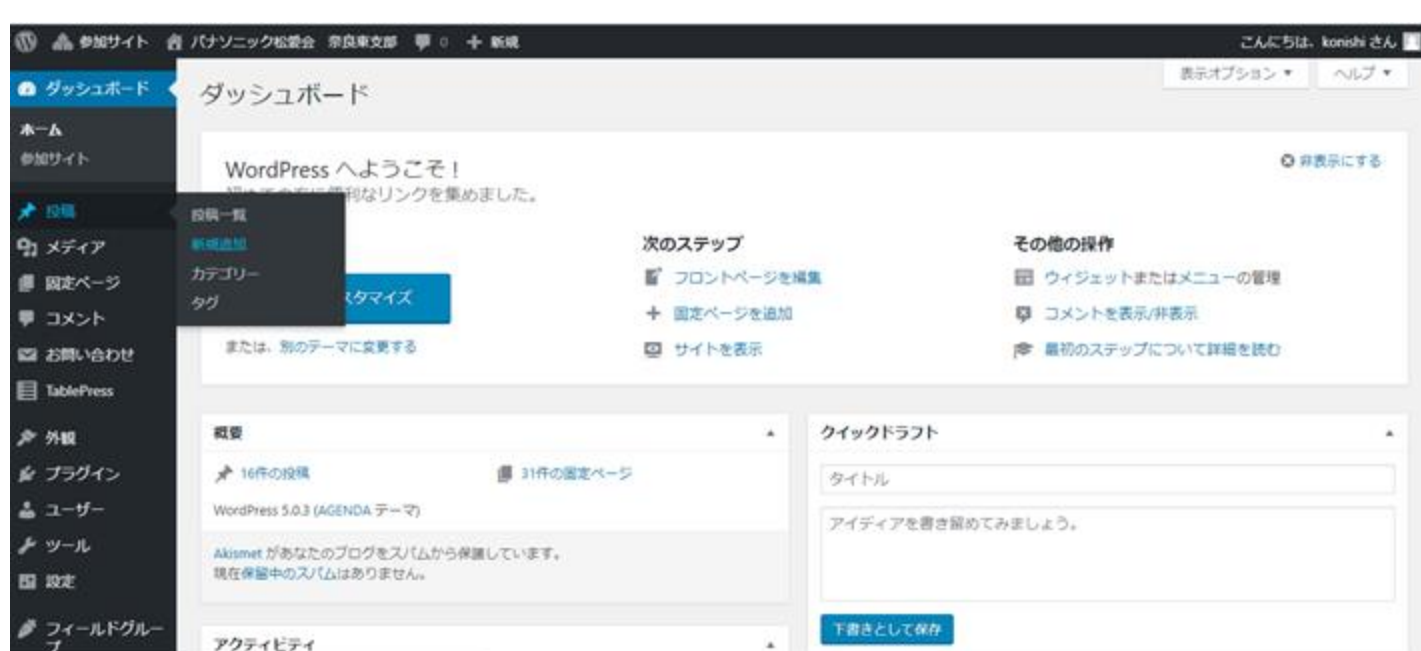 参加サイト パナソニック松愛会 奈良東支部 0 新規 こんにちは、konishi さん
ダッシュボード
ホーム
参加サイト
投稿
メディア
固定ページ
コメント
お問い合わせ
TablePress
外観
プラグイン
ユーザー
ツール
設定
フィールドグルー
プ
投稿一覧
新規追加
カテゴリー
タグ
表示オプション ヘルプ
ダッシュボード
WordPress へようこそ！
非表示にする
利なリンクを集めました。
スタマイズ
または、別のテーマに変更する
次のステップ
フロントページを編集
固定ページを追加
サイトを表示
その他の操作
ウィジェットまたはメニューの管理
コメントを表示/非表示
最初のステップについて詳細を読む
概要
16件の投稿 31件の固定ページ
WordPress 5.0.3 (AGENDA テーマ)
Akismet があなたのブログをスパムから保護しています。
現在保留中のスパムはありません。
アクティビティ
クイックドラフト
タイトル
アイディアを書き留めてみましょう。
下書きとして保存